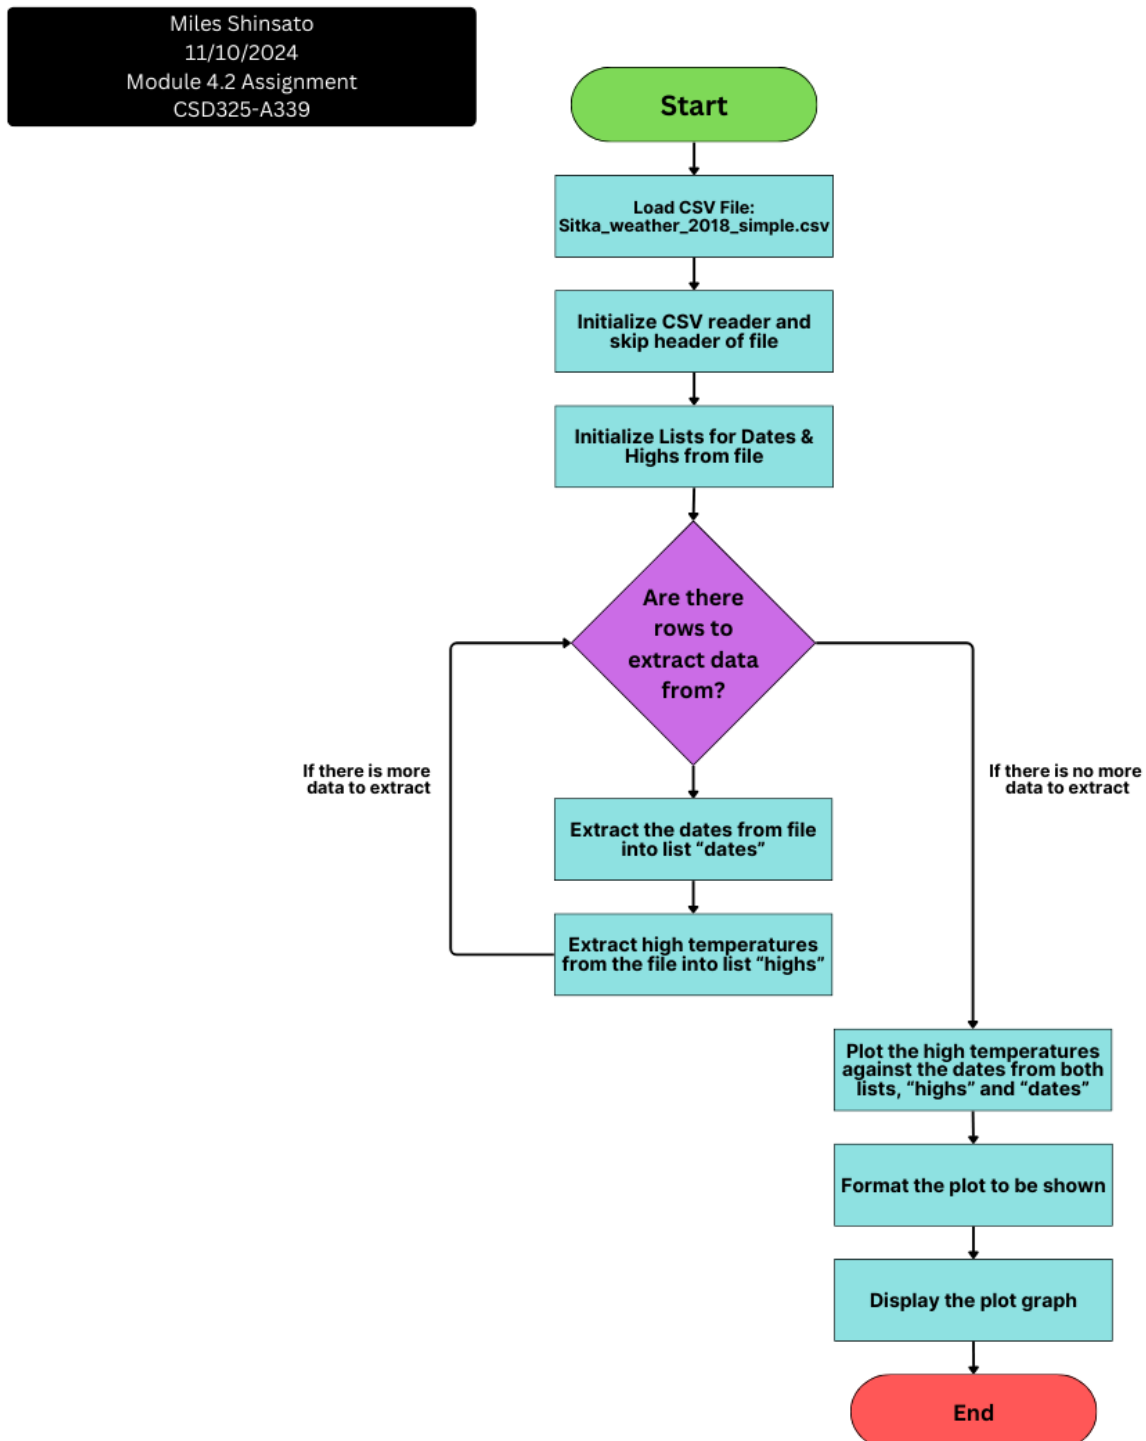 Miles Shinsato
11/10/2024
Module 4.2 Assignment
CSD325-A339
Start
Load CSV File:
Sitka_weather_2018_simple.csv
Initialize CSV reader and
skip header of file
Initialize Lists for Dates &
Highs from file
Are there
rows to
extract data
from?
If there is more
data to extract
If there is no more
data to extract
Extract the dates from file
into list “dates”
Extract high temperatures
from the file into list “highs”
Plot the high temperatures
against the dates from both
lists, “highs” and “dates”
Format the plot to be shown
Display the plot graph
End